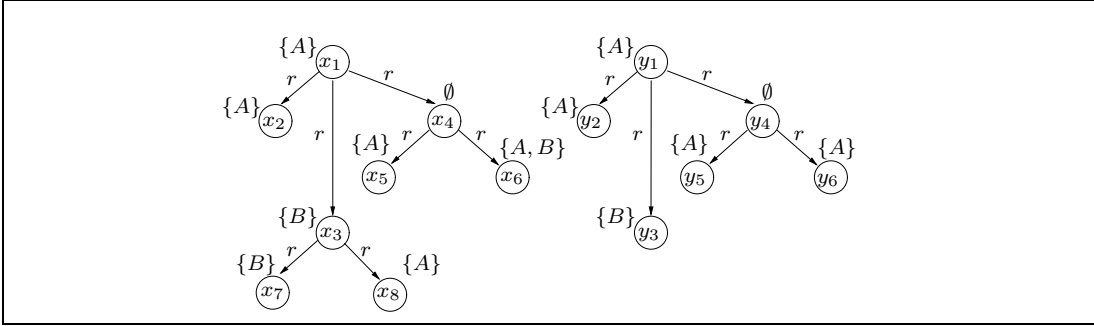 {A} x1 {A} y1
r r r r
{A} x2 ∅ x4 {A} y2 ∅ y4
r r r r r r
{A} x5 {A, B} x6 {A} y5 {A} y6
{B} x3 {B} y3
r r
{B} x7 {A} x8